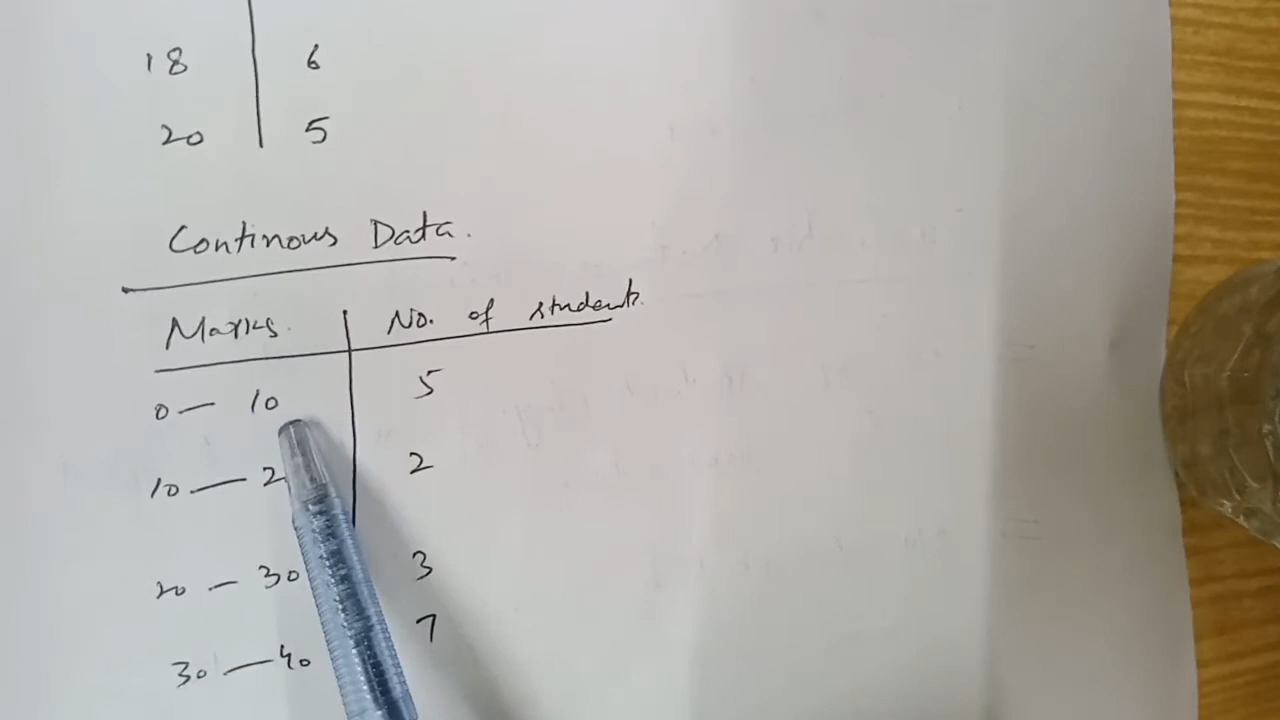 18 6
20 5
Continous Data.
Marks. No. of students.
0 — 10 5
10 — 2 2
20 — 30 3
30 — 40 7